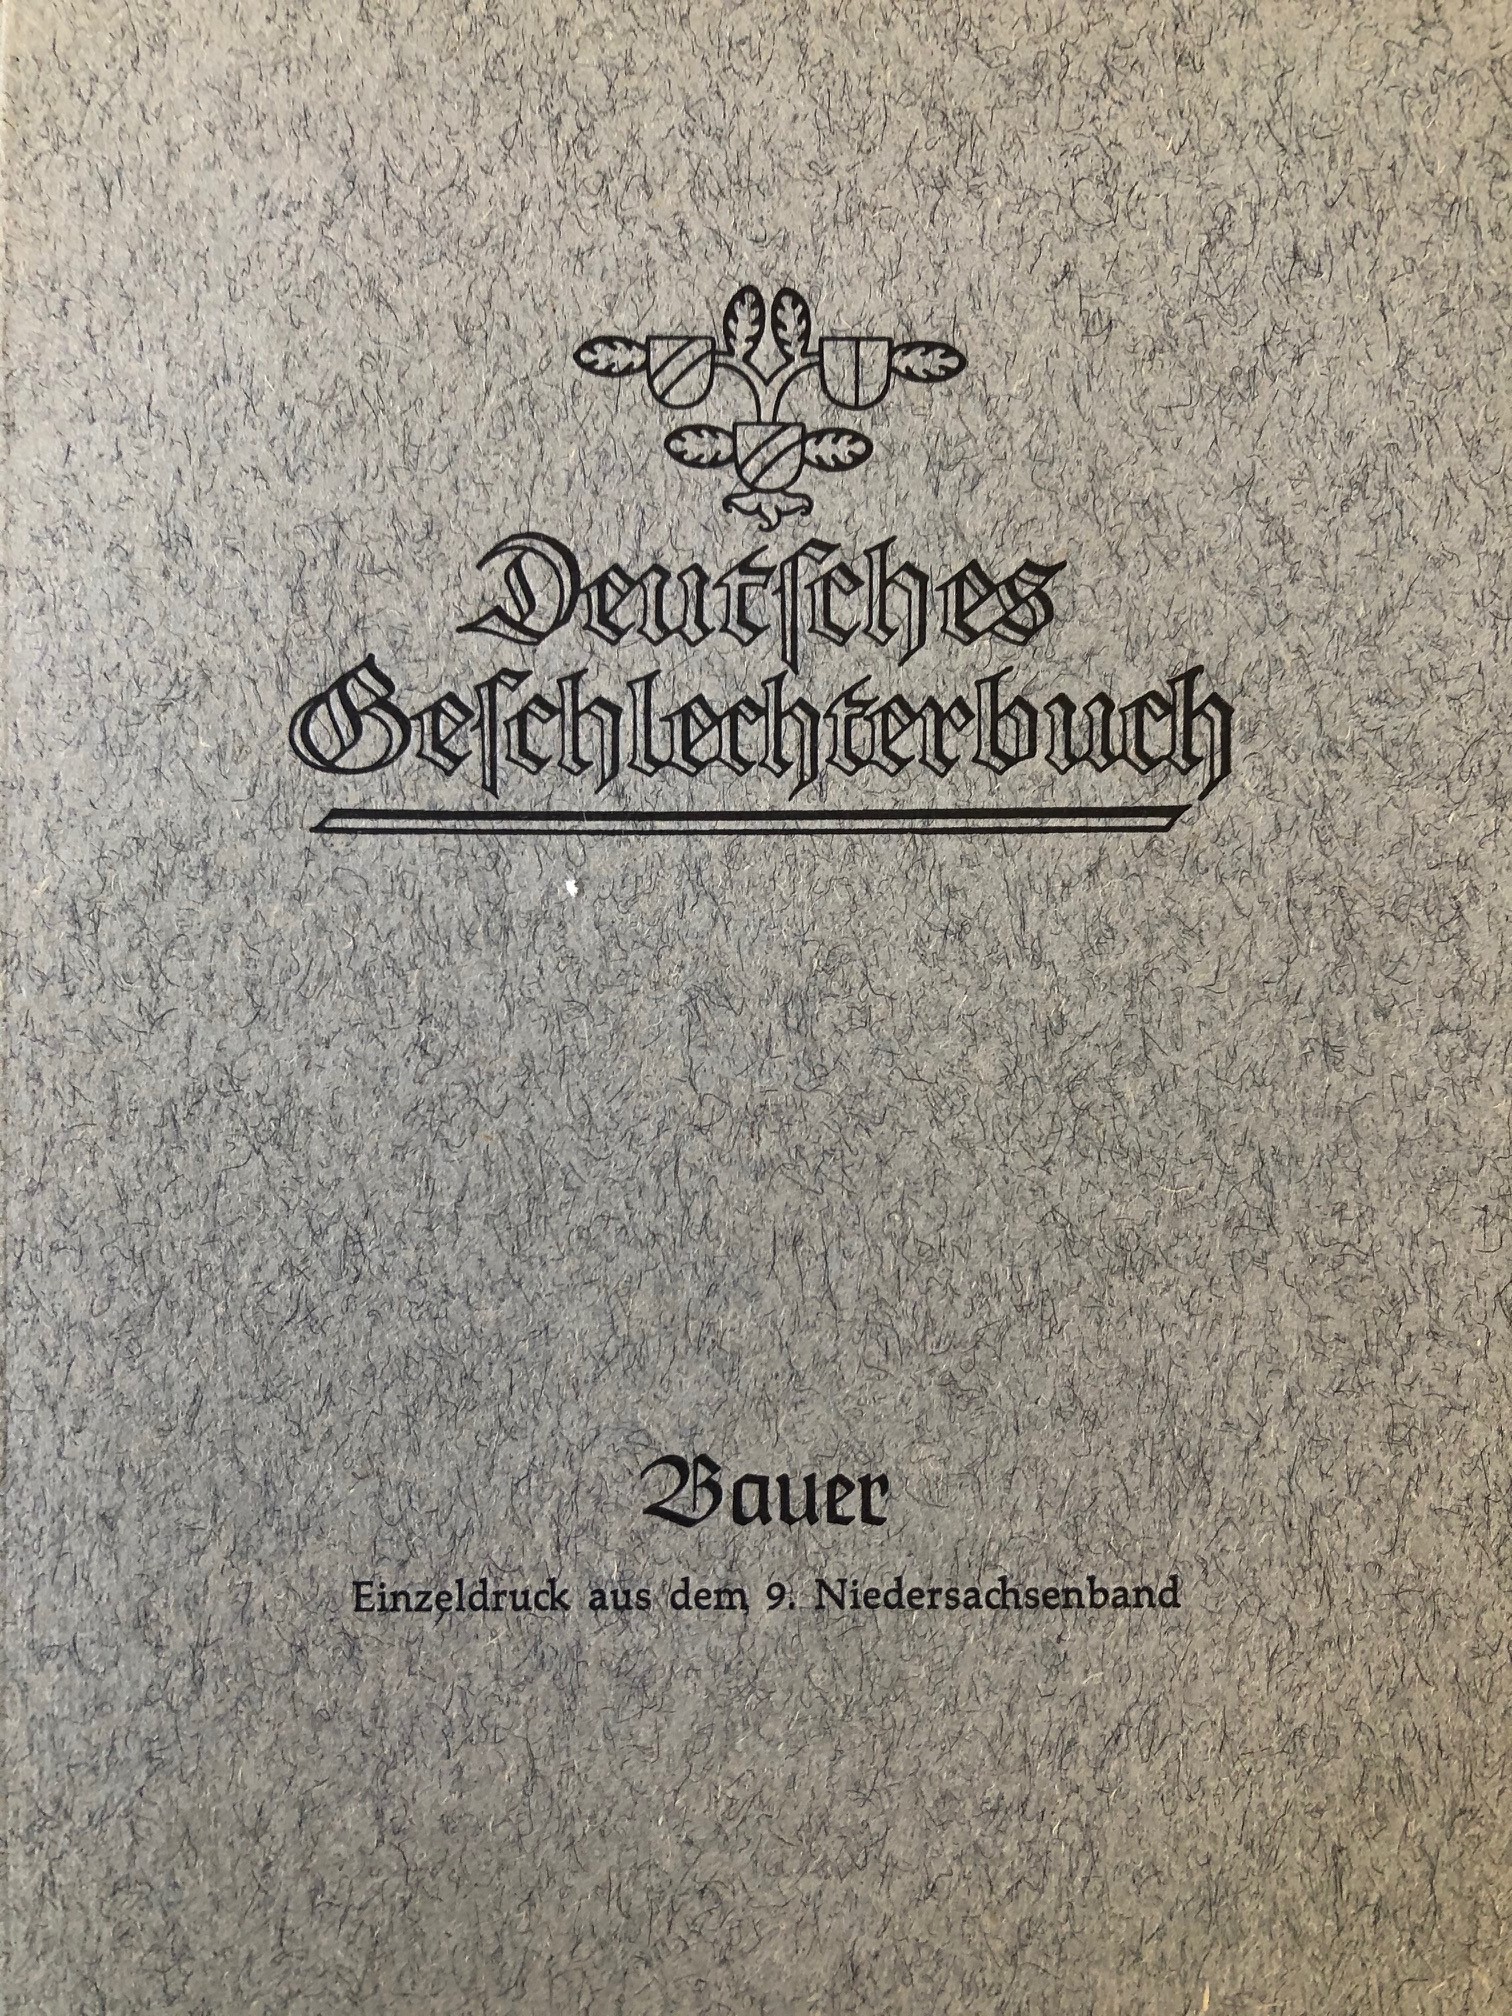 Deutſches
Geſchlechterbuch
Bauer
Einzeldruck aus dem 9. Niedersachsenband